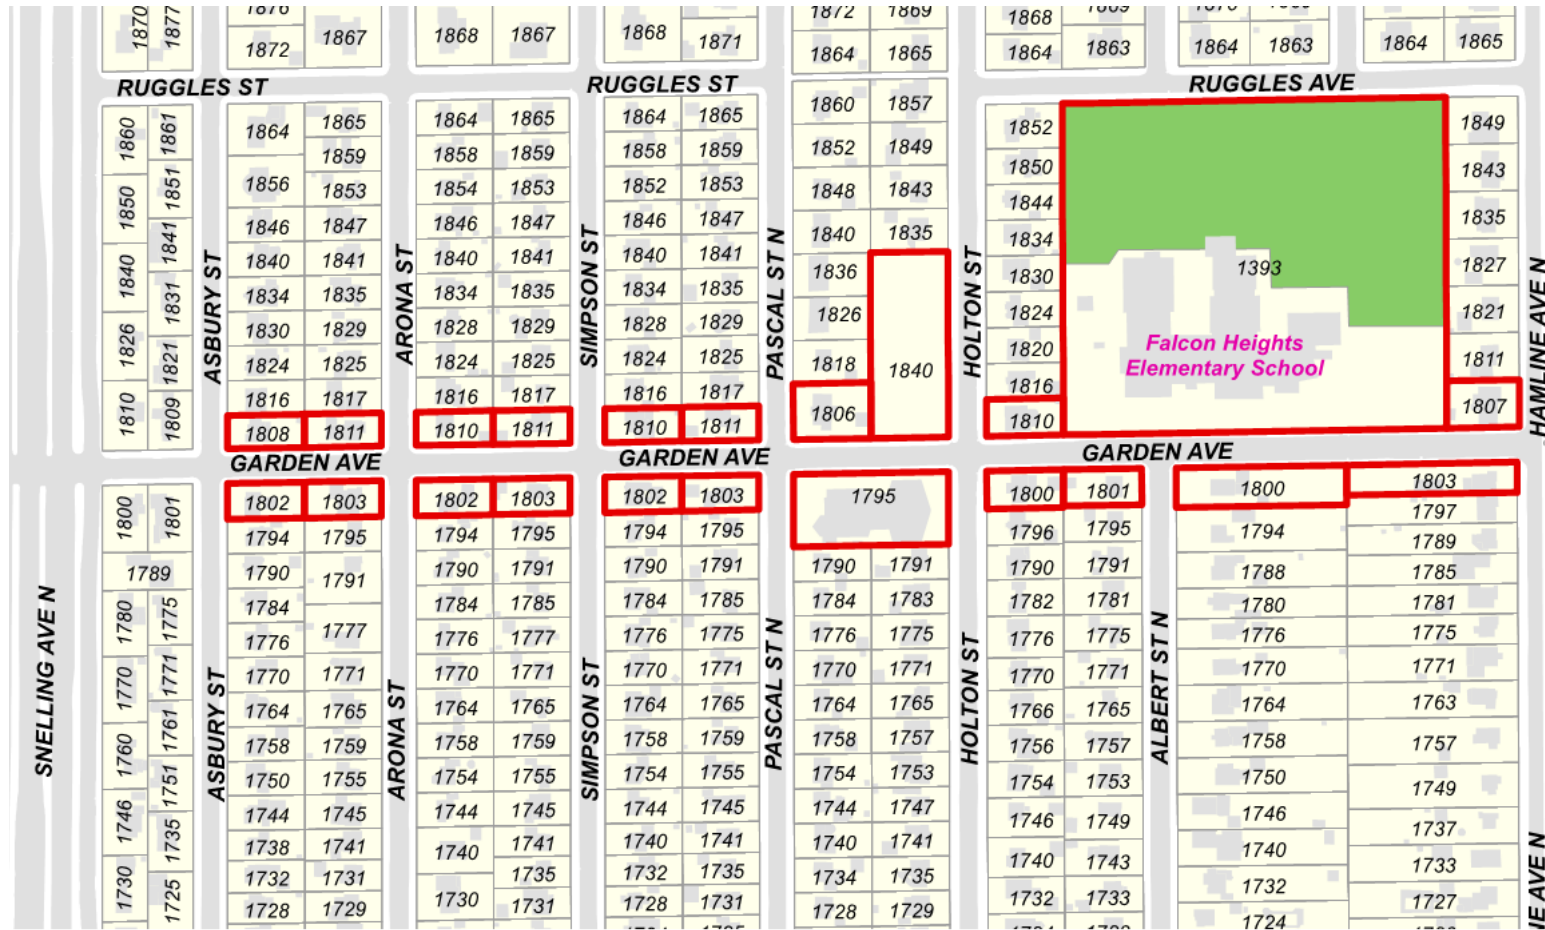 1870 1877 1876 1867 1868 1867 1868 1872 1869 1868 1869
1872 1871 1864 1865 1864 1863 1864 1863 1864 1865
RUGGLES ST RUGGLES ST RUGGLES AVE
1860 1861 1864 1865 1864 1865 1864 1865 1860 1857 1852 1849
1859 1858 1859 1858 1859 1852 1849 1850
1850 1851 1856 1853 1854 1853 1852 1853 1848 1843 1844 1843
1841 1846 1847 1846 1847 1846 1847 1840 1835 1834 1835
1840 1840 1841 1840 1841 1840 1841 1836 1830 1393 1827
1831 1834 1835 1834 1835 1834 1835 1826 1824 1821
1826 1830 1829 1828 1829 1828 1829
1821 1824 1825 1824 1825 1824 1825 1818 1840 1820 1811
Falcon Heights
Elementary School
1816 1817 1816 1817 1816 1817 1816
1810 1809 1808 1811 1810 1811 1810 1811 1806 1810 1807
ASBURY ST
ARONA ST
SIMPSON ST
PASCAL ST N
HOLTON ST
HAMLINE AVE N
GARDEN AVE GARDEN AVE GARDEN AVE
1800 1801 1802 1803 1802 1803 1802 1803 1795 1800 1801 1800 1803
1797
1794 1795 1794 1795 1794 1795 1796 1795 1794 1789
1789 1790 1791 1790 1791 1790 1791 1790 1791 1790 1791 1788 1785
1780 1775 1784 1784 1785 1784 1785 1784 1783 1782 1781 1780 1781
1776 1777 1776 1777 1776 1775 1776 1775 1776 1775 1776 1775
1770 1771 1770 1771 1770 1771 1770 1771 1770 1771 1770 1771 1770 1771
1760 1761 1764 1765 1764 1765 1764 1765 1764 1765 1766 1765 1764 1763
1758 1759 1758 1759 1758 1759 1758 1757 1756 1757 1758 1757
1751 1750 1755 1754 1755 1754 1755 1754 1753 1754 1753 1750 1749
1746 1735 1744 1745 1744 1745 1744 1745 1744 1747 1746 1749 1746 1737
1738 1741 1740 1741 1740 1741 1740 1741 1740 1743 1740 1733
1730 1725 1732 1731 1735 1732 1735 1734 1735 1732 1733 1732 1727
1728 1729 1730 1731 1728 1731 1728 1729 1724
SNELLING AVE N
ASBURY ST
ARONA ST
SIMPSON ST
PASCAL ST N
HOLTON ST
ALBERT ST N
NE AVE N